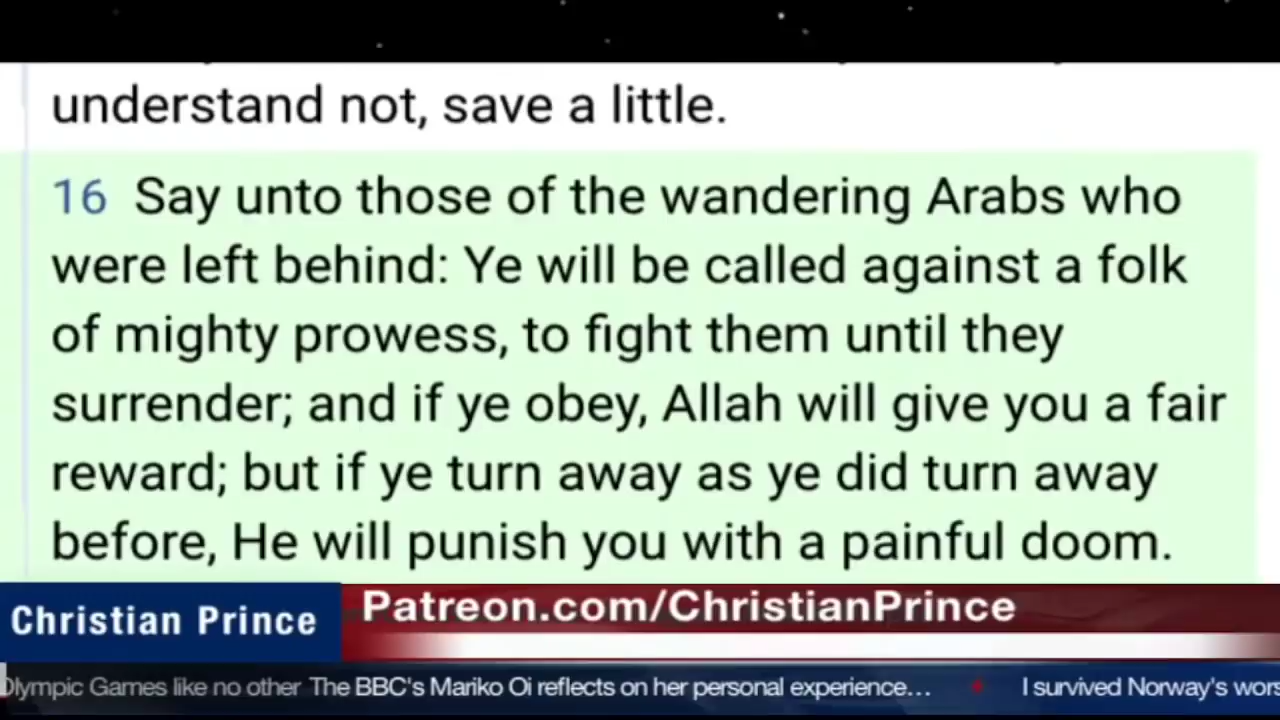 understand not, save a little.
16 Say unto those of the wandering Arabs who
were left behind: Ye will be called against a folk
of mighty prowess, to fight them until they
surrender; and if ye obey, Allah will give you a fair
reward; but if ye turn away as ye did turn away
before, He will punish you with a painful doom.
Christian Prince
Patreon.com/ChristianPrince
Olympic Games like no other The BBC's Mariko Oi reflects on her personal experience... I survived Norway's